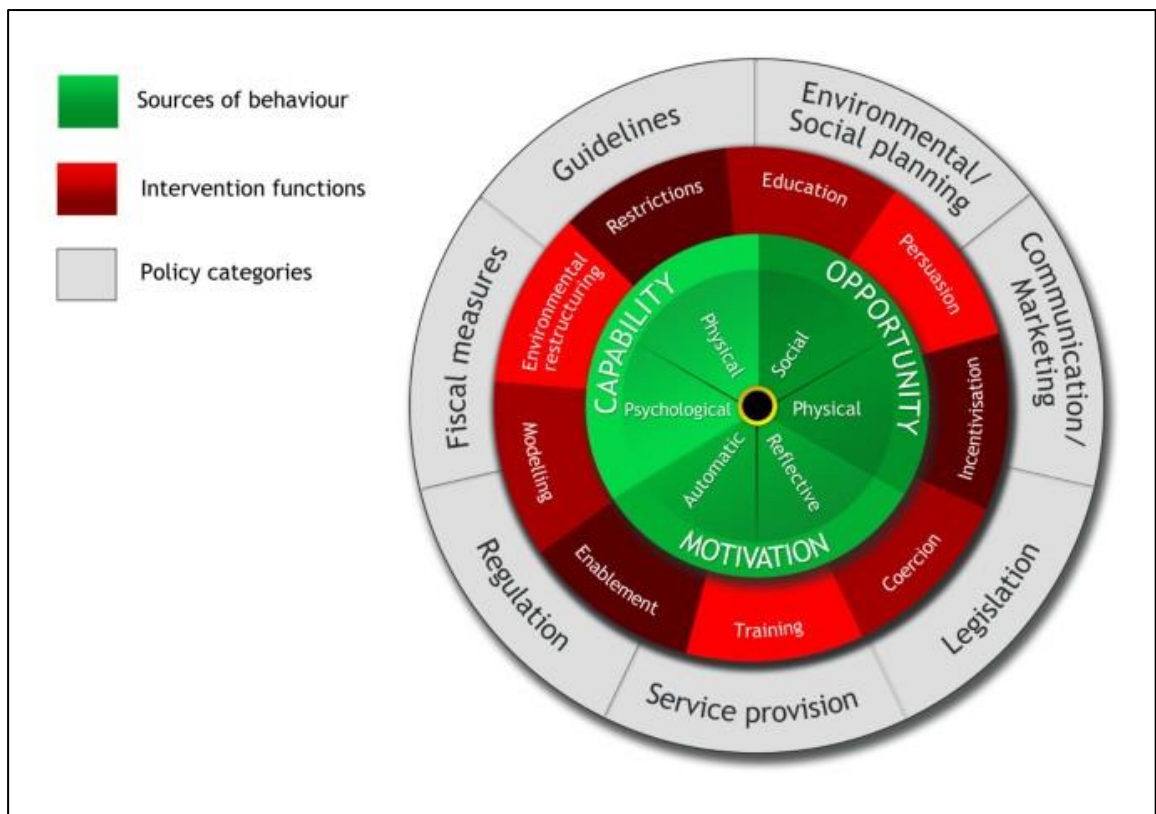 Sources of behaviour
Intervention functions
Policy categories
Guidelines
Environmental/
Social planning
Communication/
Marketing
Legislation
Service provision
Regulation
Fiscal measures
Restrictions
Education
Persuasion
Incentivisation
Coercion
Training
Enablement
Modelling
Environmental
restructuring
CAPABILITY
OPPORTUNITY
MOTIVATION
Physical
Social
Physical
Reflective
Automatic
Psychological